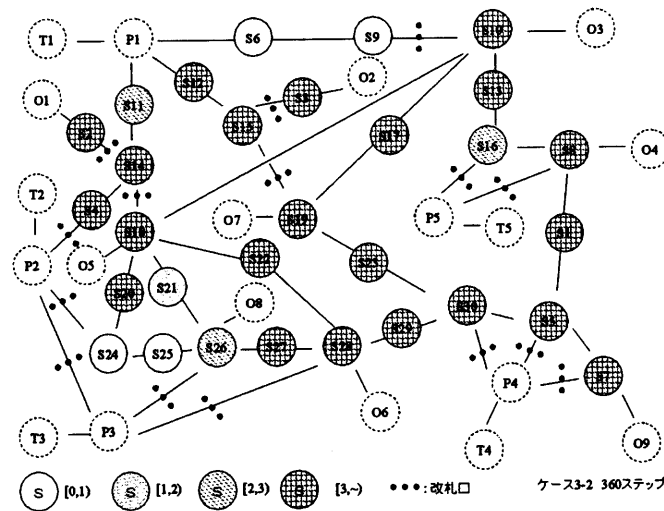 T1 P1 S6 S9 S10 O3
O1 S11 S12 S3 O2 S13
S2 S15 S17 S16 S8 O4
S14
T2 S4 O7 S19 P5 T5 S1
P2 O5 S18 S22 S23
S20 S21 O8 S30 S5
S24 S25 S26 S27 S28 S29
P4 S7
T3 P3 O6 T4 O9
S [0,1) S [1,2) S [2,3) S [3,~) •••:改札口 ケース3-2 360ステップ